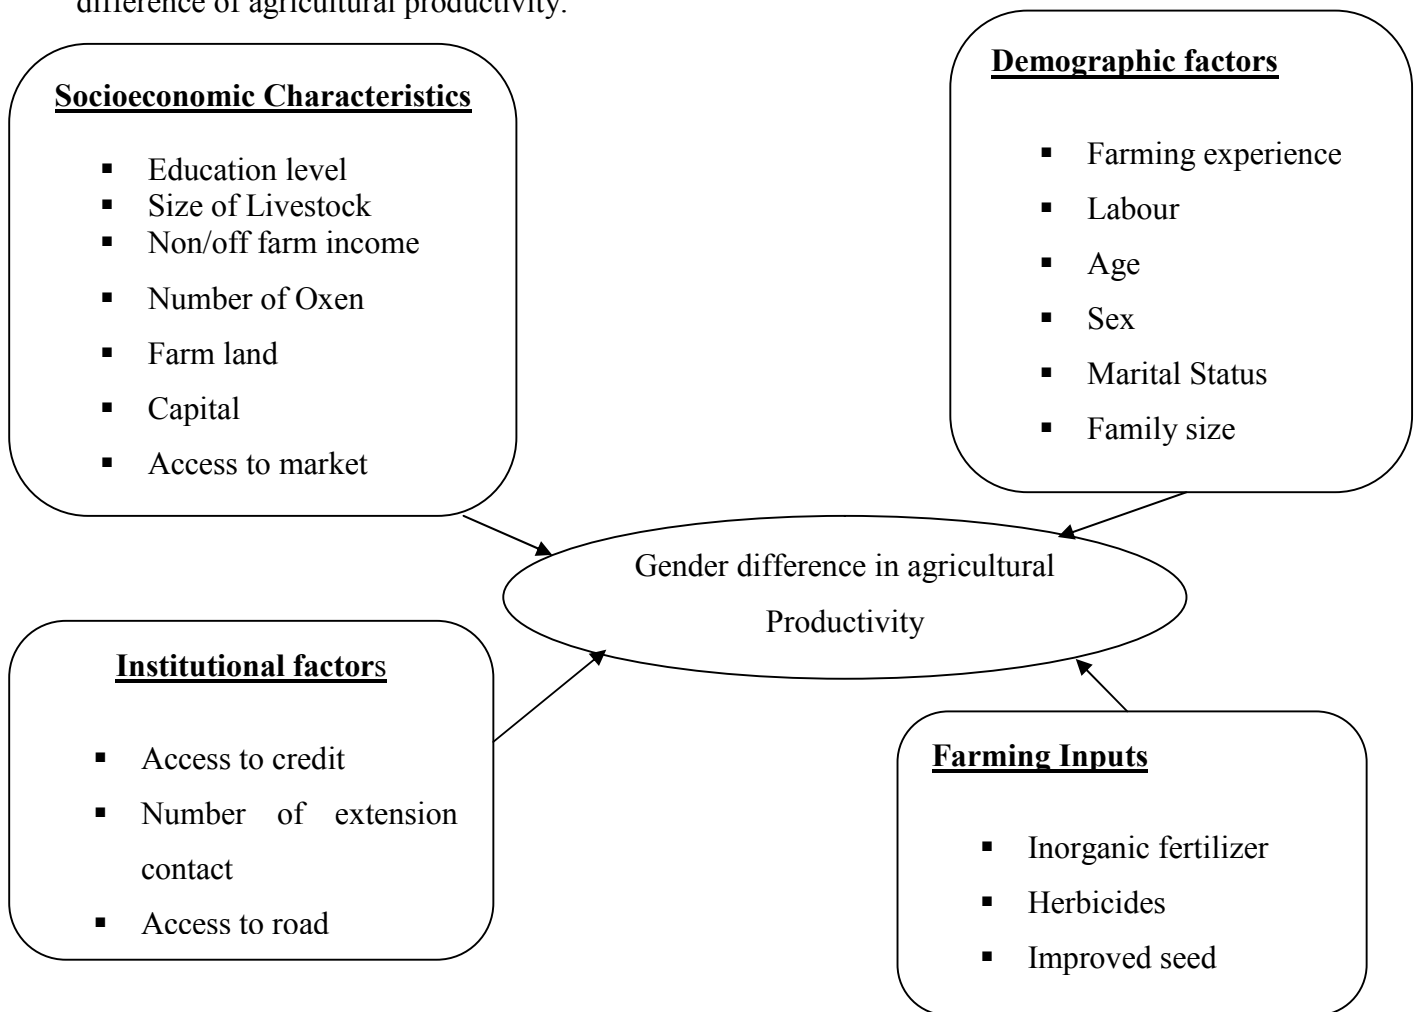 difference of agricultural productivity.
Socioeconomic Characteristics
▪ Education level
▪ Size of Livestock
▪ Non/off farm income
▪ Number of Oxen
▪ Farm land
▪ Capital
▪ Access to market
Demographic factors
▪ Farming experience
▪ Labour
▪ Age
▪ Sex
▪ Marital Status
▪ Family size
Gender difference in agricultural
Productivity
Institutional factors
▪ Access to credit
▪ Number of extension
contact
▪ Access to road
Farming Inputs
▪ Inorganic fertilizer
▪ Herbicides
▪ Improved seed